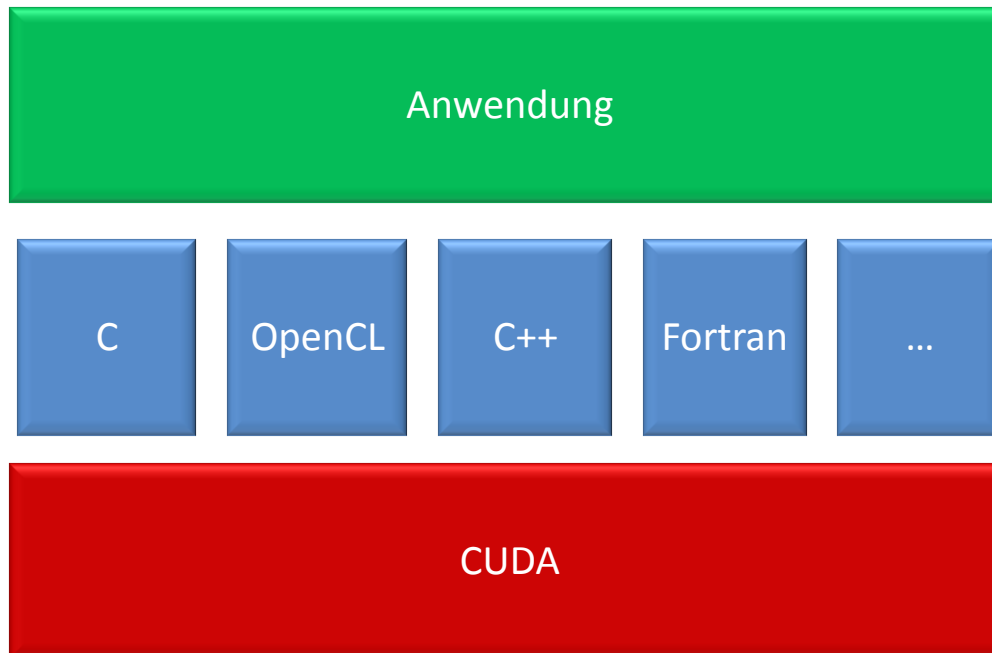 Anwendung
C
OpenCL
C++
Fortran
…
CUDA